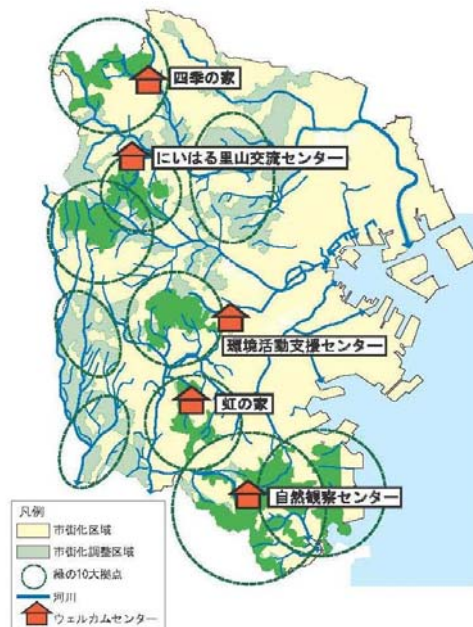 四季の家
にいはる里山交流センター
環境活動支援センター
虹の家
自然観察センター
凡例
市街化区域
市街化調整区域
緑の10大拠点
河川
ウェルカムセンター